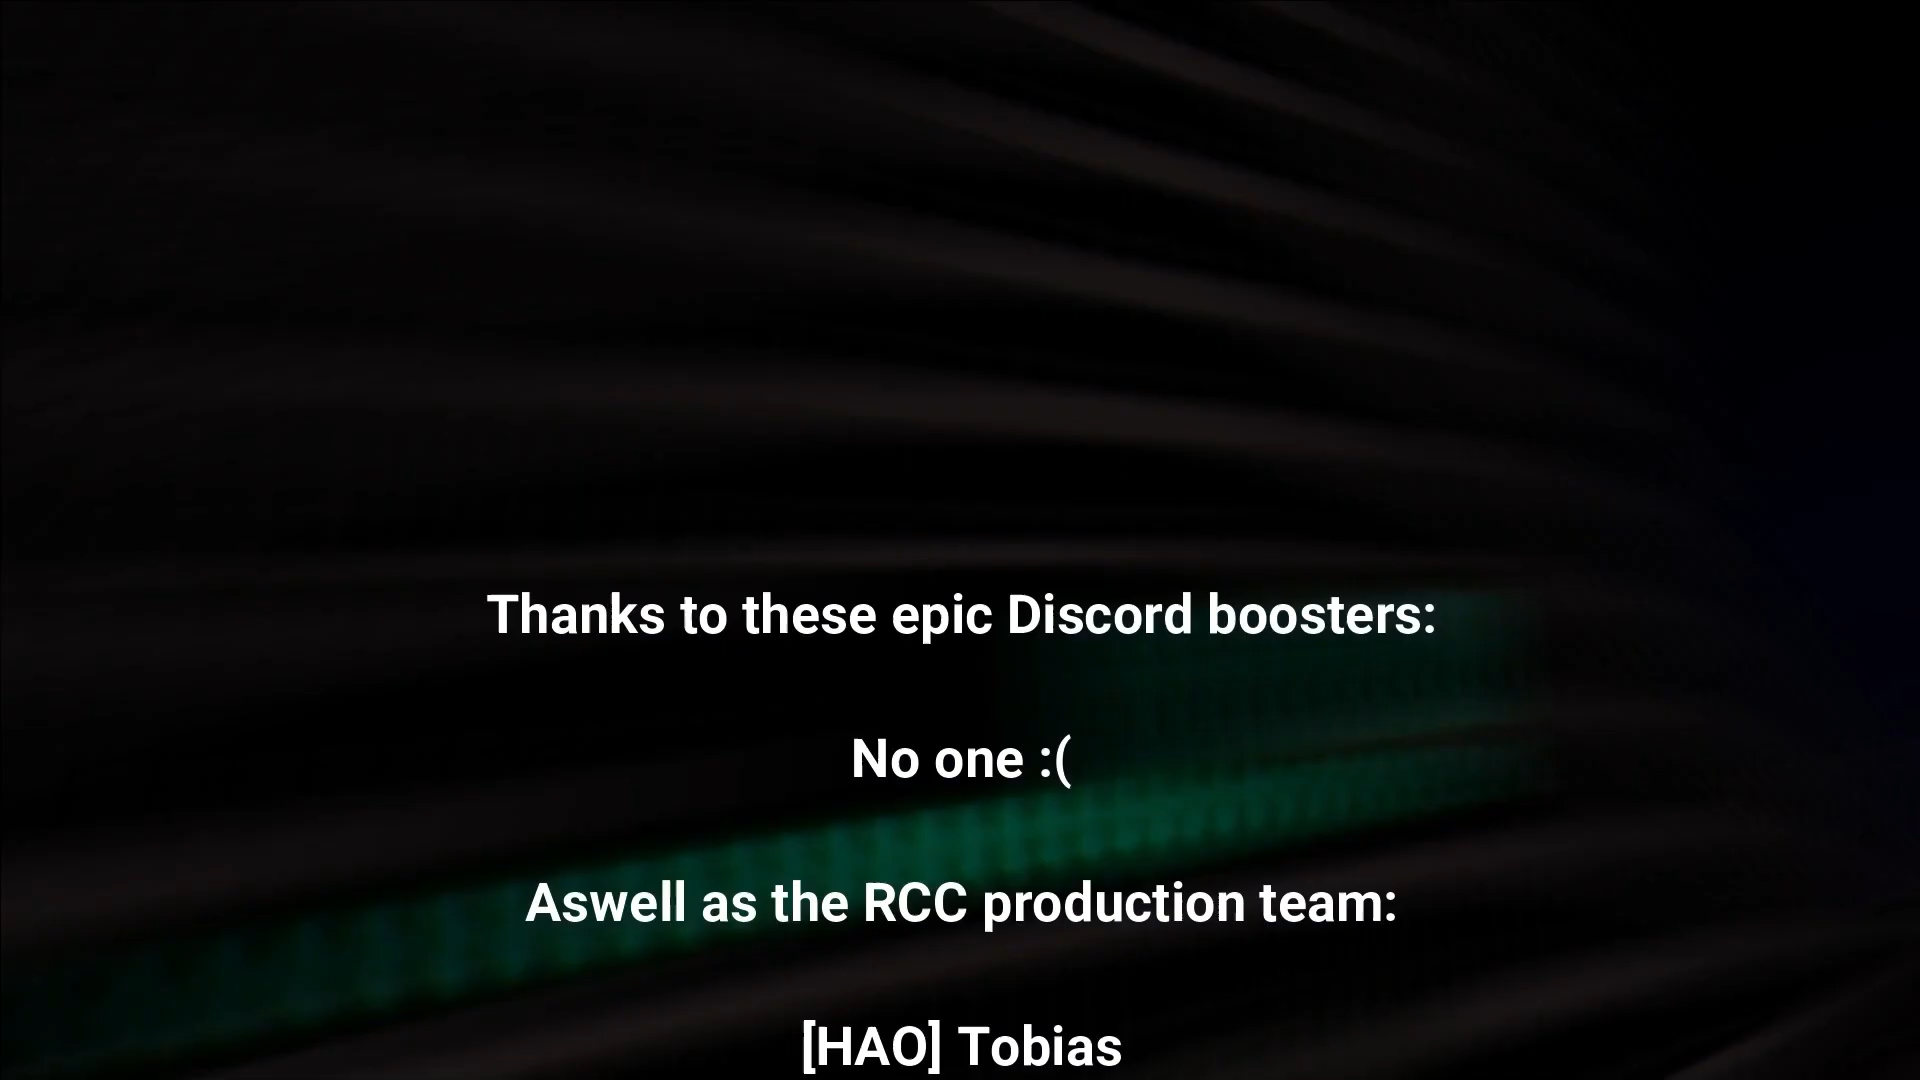 Thanks to these epic Discord boosters:
No one :(
Aswell as the RCC production team:
[HAO] Tobias